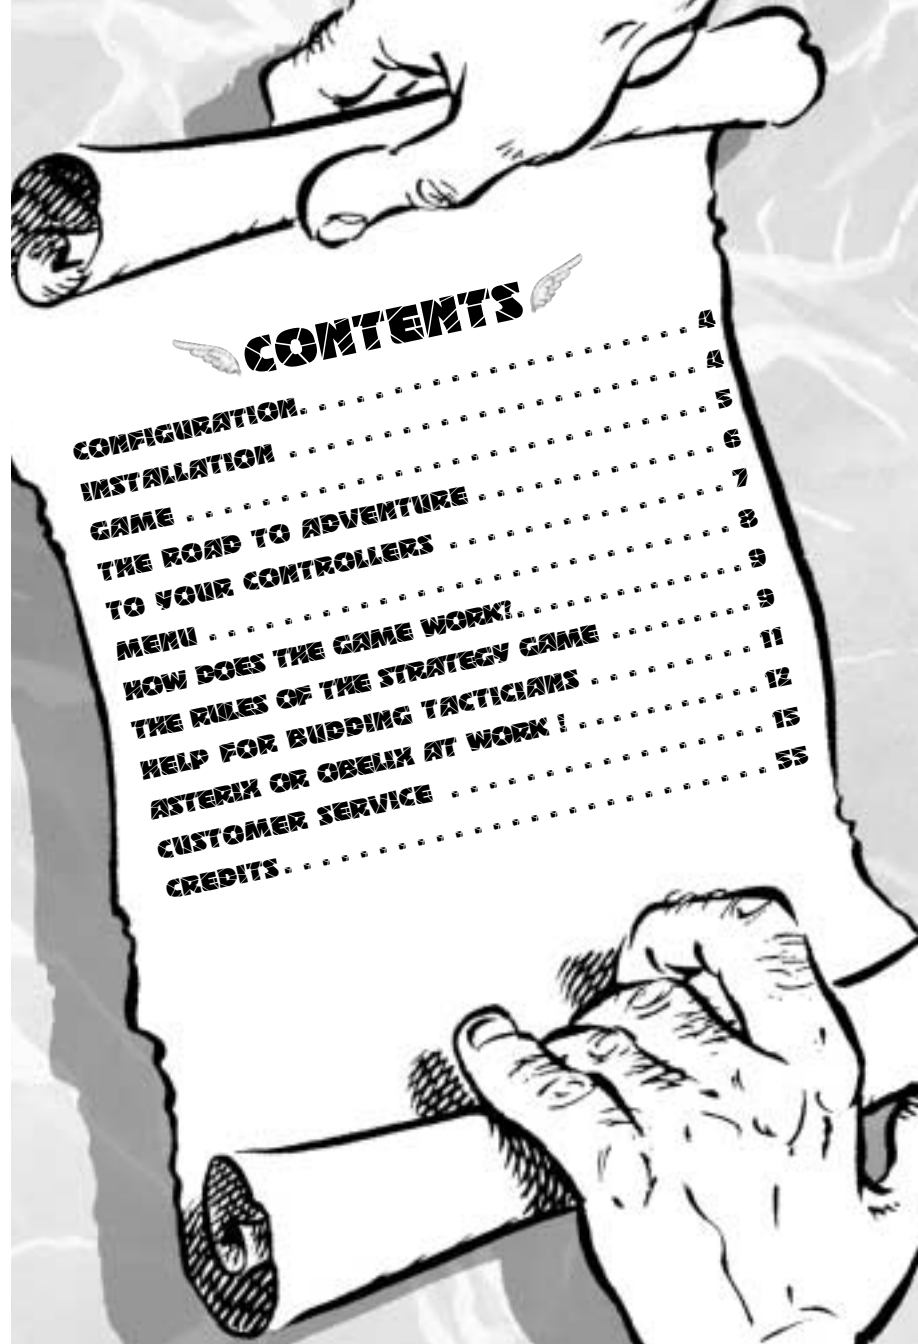 CONTENTS
CONFIGURATION. . . . . . . . . . . . . . . . . . . . . . 4
INSTALLATION . . . . . . . . . . . . . . . . . . . . . . . 4
GAME . . . . . . . . . . . . . . . . . . . . . . . . . . . . . 5
THE ROAD TO ADVENTURE . . . . . . . . . . . . . 6
TO YOUR CONTROLLERS . . . . . . . . . . . . . . . 7
MENU . . . . . . . . . . . . . . . . . . . . . . . . . . . . 8
HOW DOES THE GAME WORK?. . . . . . . . . . . . . 9
THE RULES OF THE STRATEGY GAME . . . . . . . . 9
HELP FOR BUDDING TACTICIANS . . . . . . . . . 11
ASTERIX OR OBELIX AT WORK ! . . . . . . . . . . 12
CUSTOMER SERVICE . . . . . . . . . . . . . . . . . 15
CREDITS. . . . . . . . . . . . . . . . . . . . . . . . . . 55